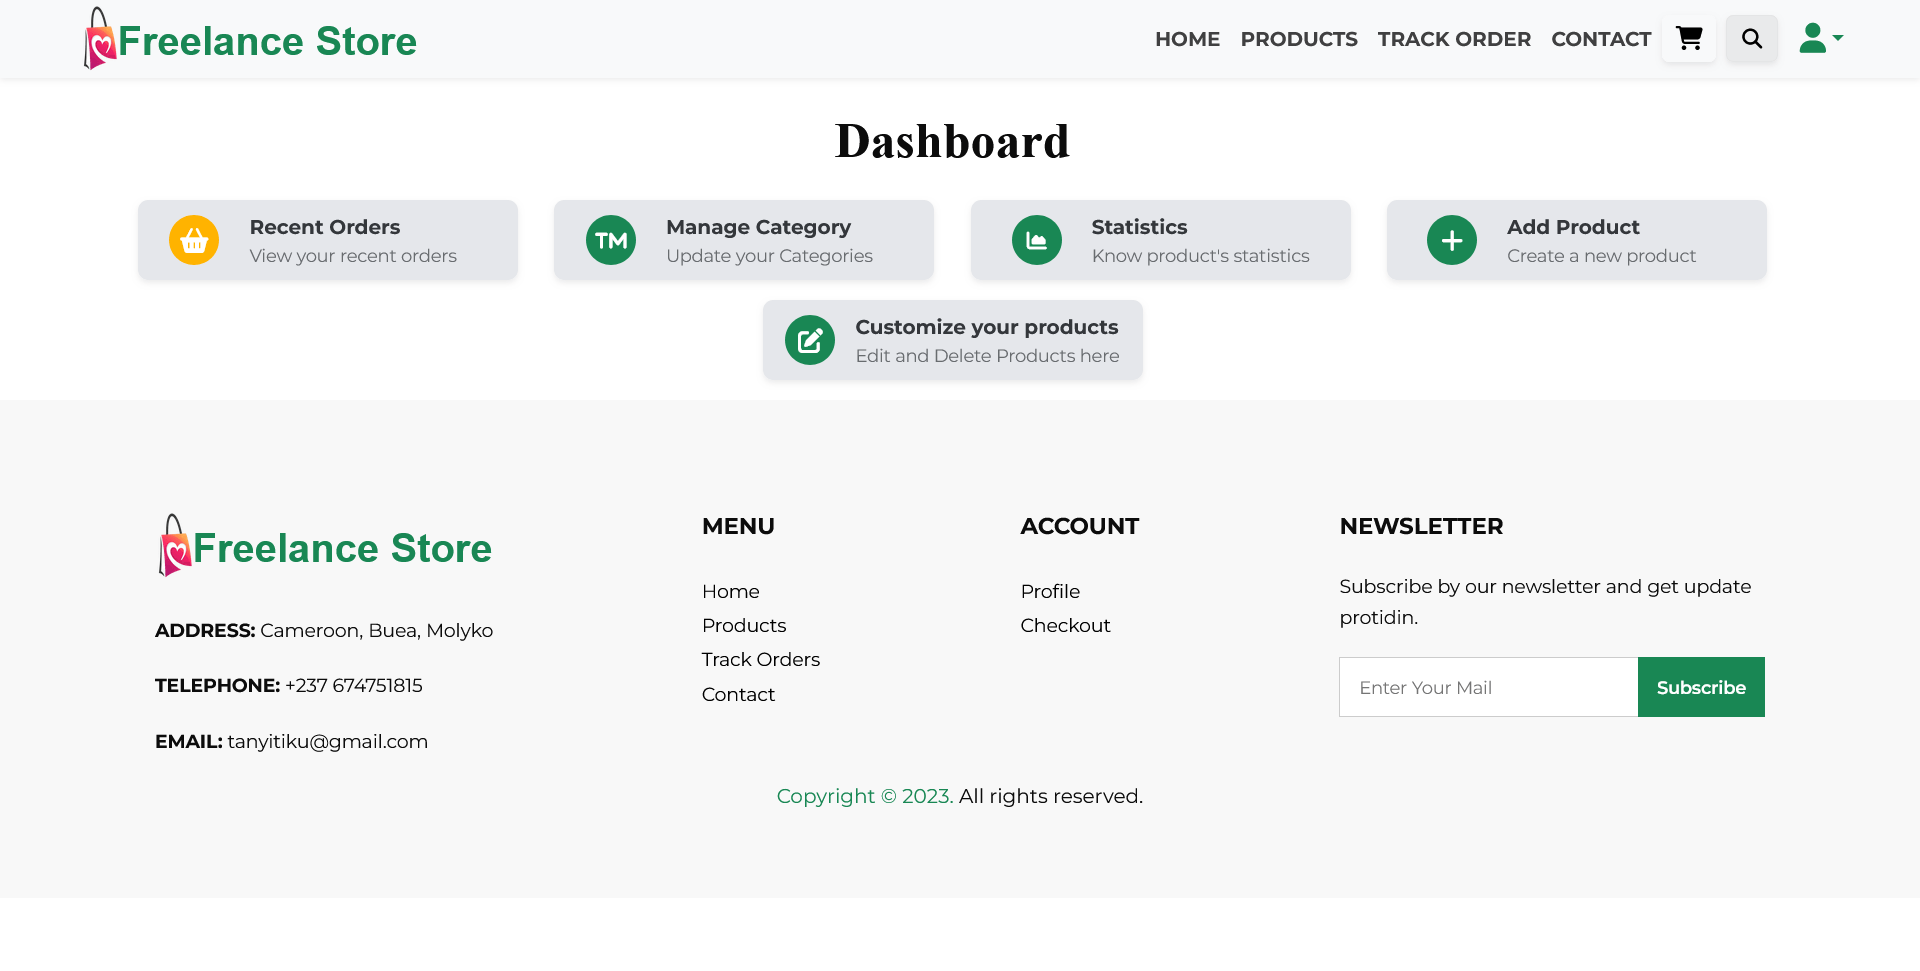 Freelance Store
HOME PRODUCTS TRACK ORDER CONTACT
Dashboard
Recent Orders
View your recent orders
TM
Manage Category
Update your Categories
Statistics
Know product's statistics
Add Product
Create a new product
Customize your products
Edit and Delete Products here
Freelance Store
ADDRESS: Cameroon, Buea, Molyko
TELEPHONE: +237 674751815
EMAIL: tanyitiku@gmail.com
MENU
Home
Products
Track Orders
Contact
ACCOUNT
Profile
Checkout
NEWSLETTER
Subscribe by our newsletter and get update
protidin.
Enter Your Mail
Subscribe
Copyright © 2023. All rights reserved.